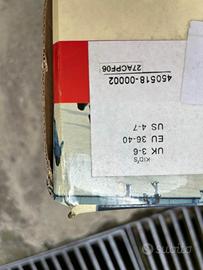 KID'S
UK 3-6
EU 36-40
US 4-7
450518-00002
27ACPF06
subito